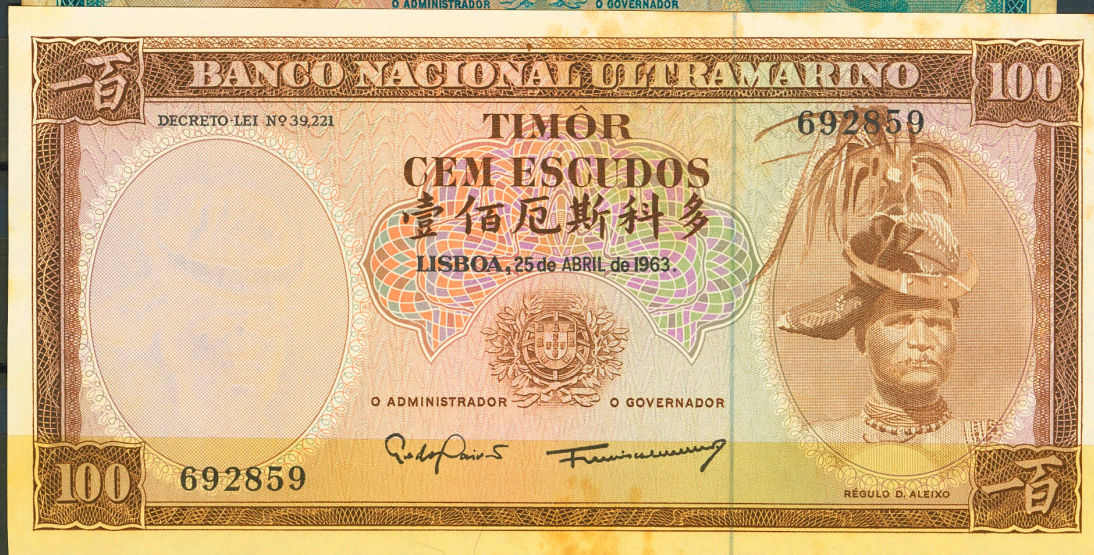 O ADMINISTRADOR O GOVERNADOR
一百 BANCO NACIONAL ULTRAMARINO 100
DECRETO-LEI Nº 39,221
TIMÔR
692859
CEM ESCUDOS
壹佰厄斯科多
LISBOA, 25 de ABRIL de 1963.
O ADMINISTRADOR O GOVERNADOR
100 692859
RÉGULO D. ALEIXO
一百